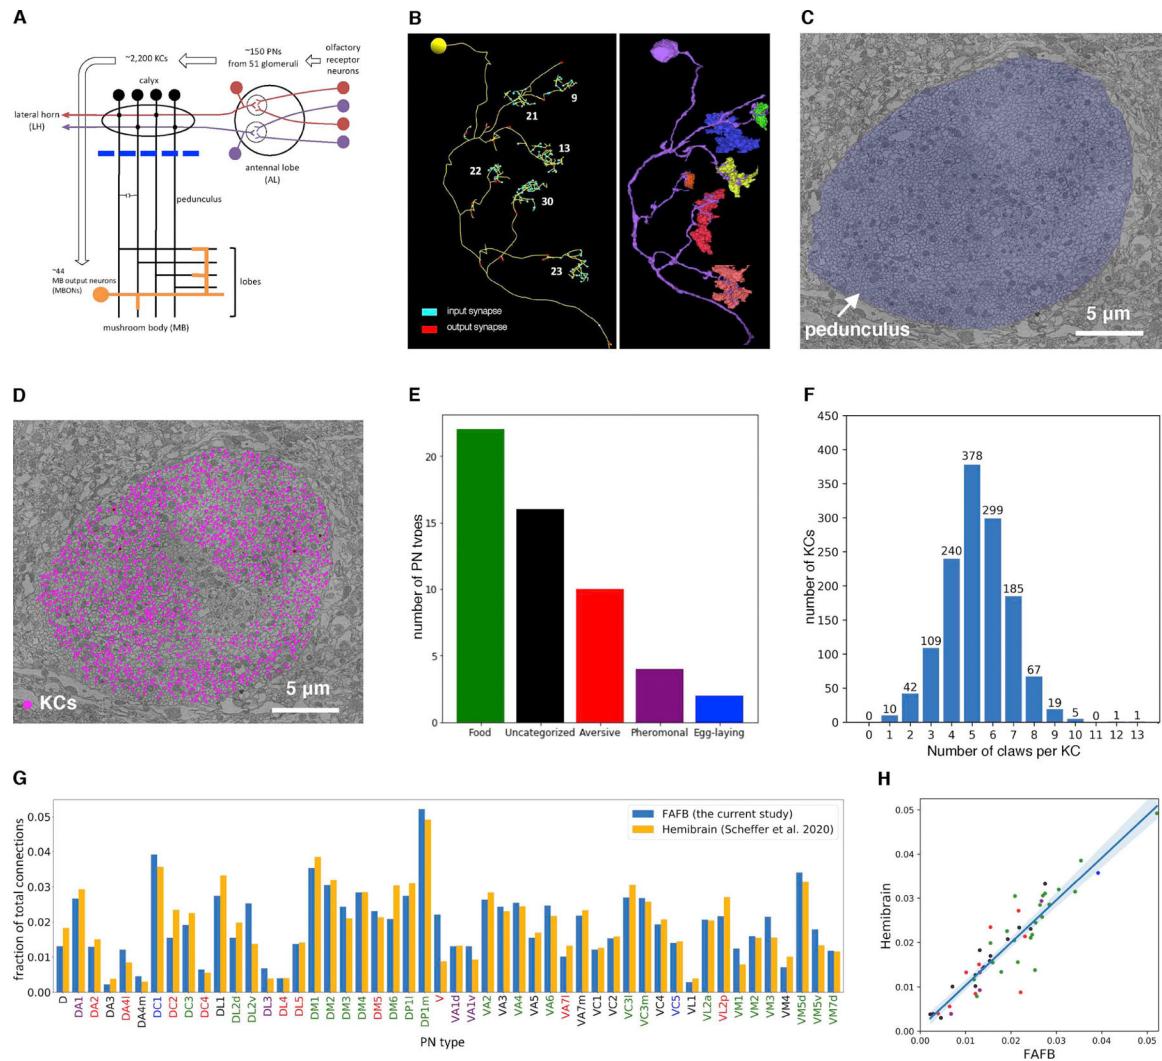 A
~2,200 KCs
~150 PNs
from 51 glomeruli
olfactory
receptor
neurons
calyx
lateral horn
(LH)
antennal lobe
(AL)
pedunculus
~44
MB output neurons
(MBONs)
lobes
mushroom body (MB)
B
9
21
13
22
30
23
input synapse
output synapse
C
pedunculus
5 µm
D
KCs
5 µm
E
number of PN types
20
15
10
5
0
Food
Uncategorized
Aversive
Pheromonal
Egg-laying
F
number of KCs
450
400
350
300
250
200
150
100
50
0
0
10
42
109
240
378
299
185
67
19
5
0
1
1
0 1 2 3 4 5 6 7 8 9 10 11 12 13
Number of claws per KC
G
fraction of total connections
0.05
0.04
0.03
0.02
0.01
0.00
FAFB (the current study)
Hemibrain (Scheffer et al. 2020)
D
DA1
DA2
DA3
DA4l
DA4m
DC1
DC2
DC3
DC4
DL1
DL2d
DL2v
DL3
DL4
DL5
DM1
DM2
DM3
DM4
DM5
DM6
DP1l
DP1m
V
VA1d
VA1v
VA2
VA3
VA4
VA5
VA6
VA7l
VA7m
VC1
VC2
VC3l
VC3m
VC4
VC5
VL1
VL2a
VL2p
VM1
VM2
VM3
VM4
VM5d
VM5v
VM7d
PN type
H
Hemibrain
0.05
0.04
0.03
0.02
0.01
0.00
0.00 0.01 0.02 0.03 0.04 0.05
FAFB